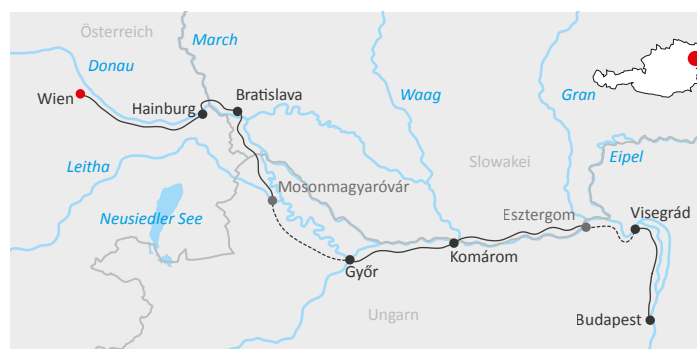 Österreich
March
Donau
Wien
Hainburg
Bratislava
Waag
Gran
Leitha
Slowakei
Eipel
Mosonmagyaróvár
Neusiedler See
Esztergom
Visegrád
Komárom
Győr
Ungarn
Budapest